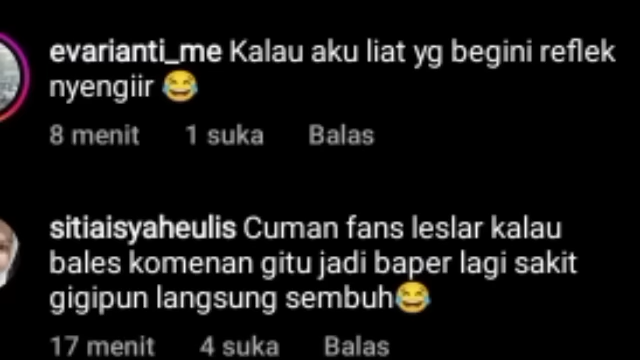 evarianti_me Kalau aku liat yg begini reflek
nyengiir 😂
8 menit 1 suka Balas
sitiaisyaheulis Cuman fans leslar kalau
bales komenan gitu jadi baper lagi sakit
gigipun langsung sembuh😂
17 menit 4 suka Balas